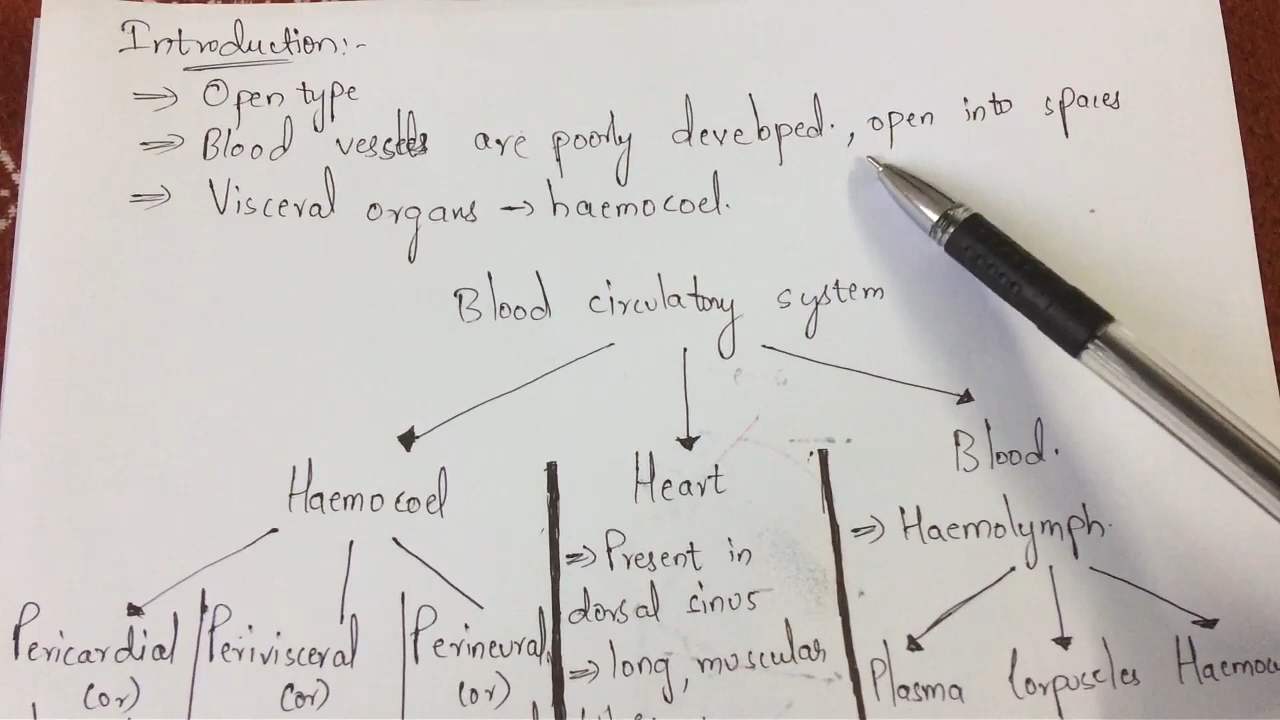 Introduction:-
⇒ Open type
⇒ Blood vessels are poorly developed., open into spaces
⇒ Visceral organs → haemocoel.
Blood circulatory system
Haemocoel
Heart
Blood.
⇒ Present in
dorsal sinus
⇒ long, muscular
⇒ Haemolymph.
Pericardial
(or)
Perivisceral
(or)
Perineural
(or)
Plasma
Corpuscles